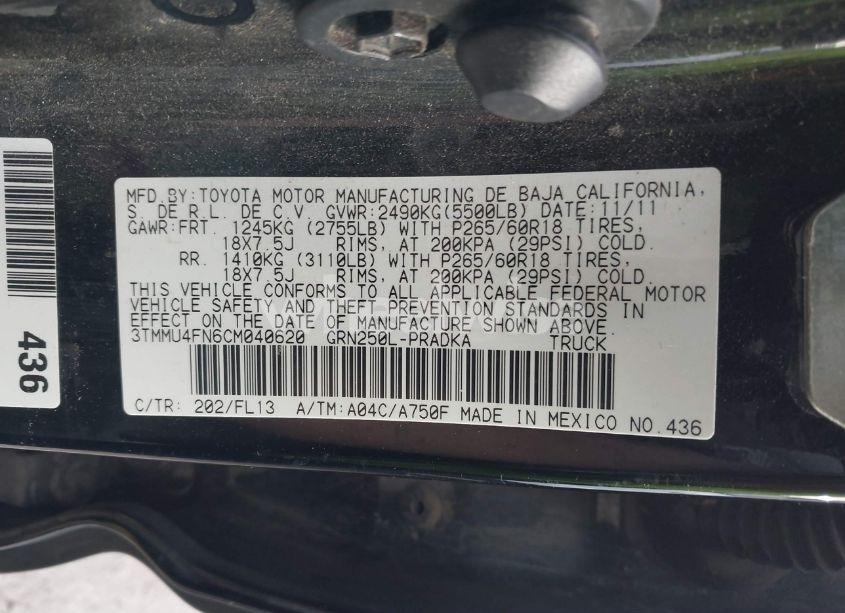 MFD.BY:TOYOTA MOTOR MANUFACTURING DE BAJA CALIFORNIA,
S. DE R.L. DE C.V. GVWR:2490KG(5500LB) DATE:11/11
GAWR:FRT. 1245KG (2755LB) WITH P265/60R18 TIRES,
18X7.5J RIMS, AT 200KPA (29PSI) COLD.
RR. 1410KG (3110LB) WITH P265/60R18 TIRES,
18X7.5J RIMS, AT 200KPA (29PSI) COLD.
THIS VEHICLE CONFORMS TO ALL APPLICABLE FEDERAL MOTOR
VEHICLE SAFETY AND THEFT PREVENTION STANDARDS IN
EFFECT ON THE DATE OF MANUFACTURE SHOWN ABOVE.
3TMMU4FN6CM040620 GRN250L-PRADKA TRUCK
C/TR: 202/FL13 A/TM:A04C/A750F MADE IN MEXICO NO.436
436